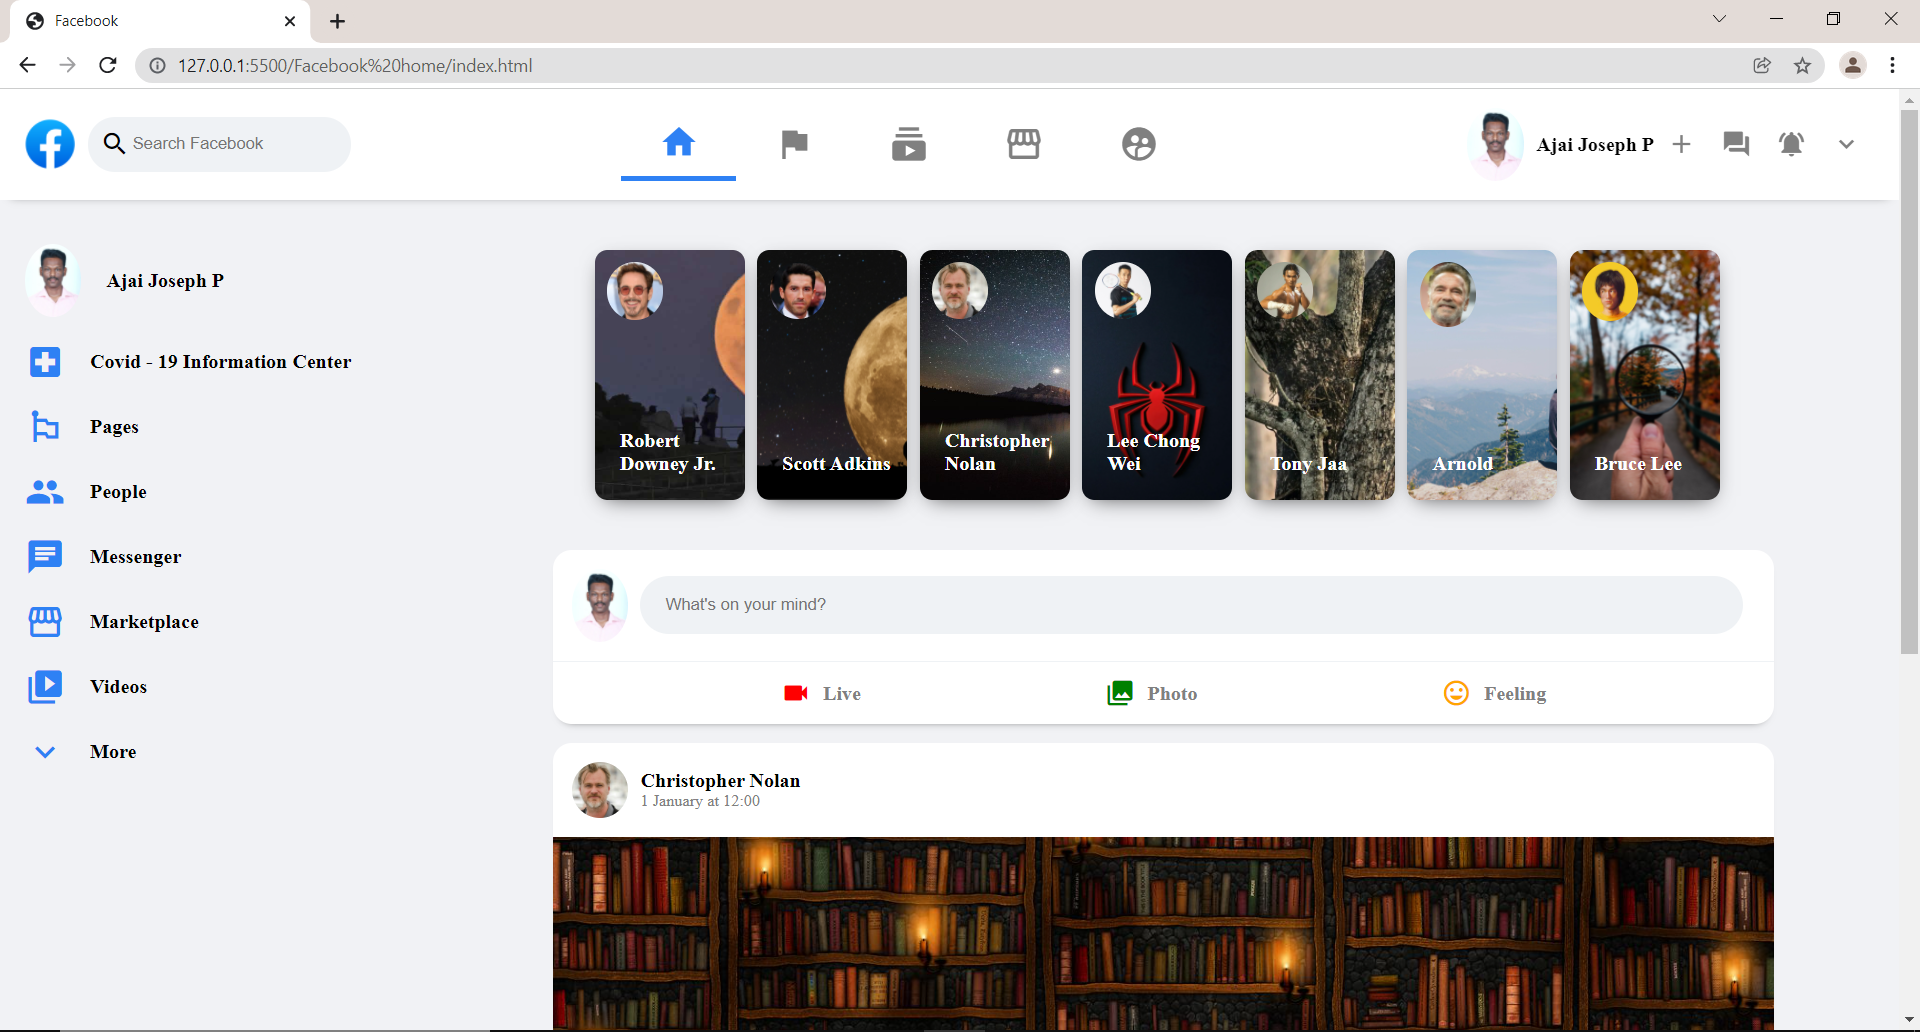 Facebook
127.0.0.1:5500/Facebook%20home/index.html
Search Facebook
Ajai Joseph P
Ajai Joseph P
Covid - 19 Information Center
Pages
People
Messenger
Marketplace
Videos
More
Robert
Downey Jr.
Scott Adkins
Christopher
Nolan
Lee Chong
Wei
Tony Jaa
Arnold
Bruce Lee
What's on your mind?
Live
Photo
Feeling
Christopher Nolan
1 January at 12:00